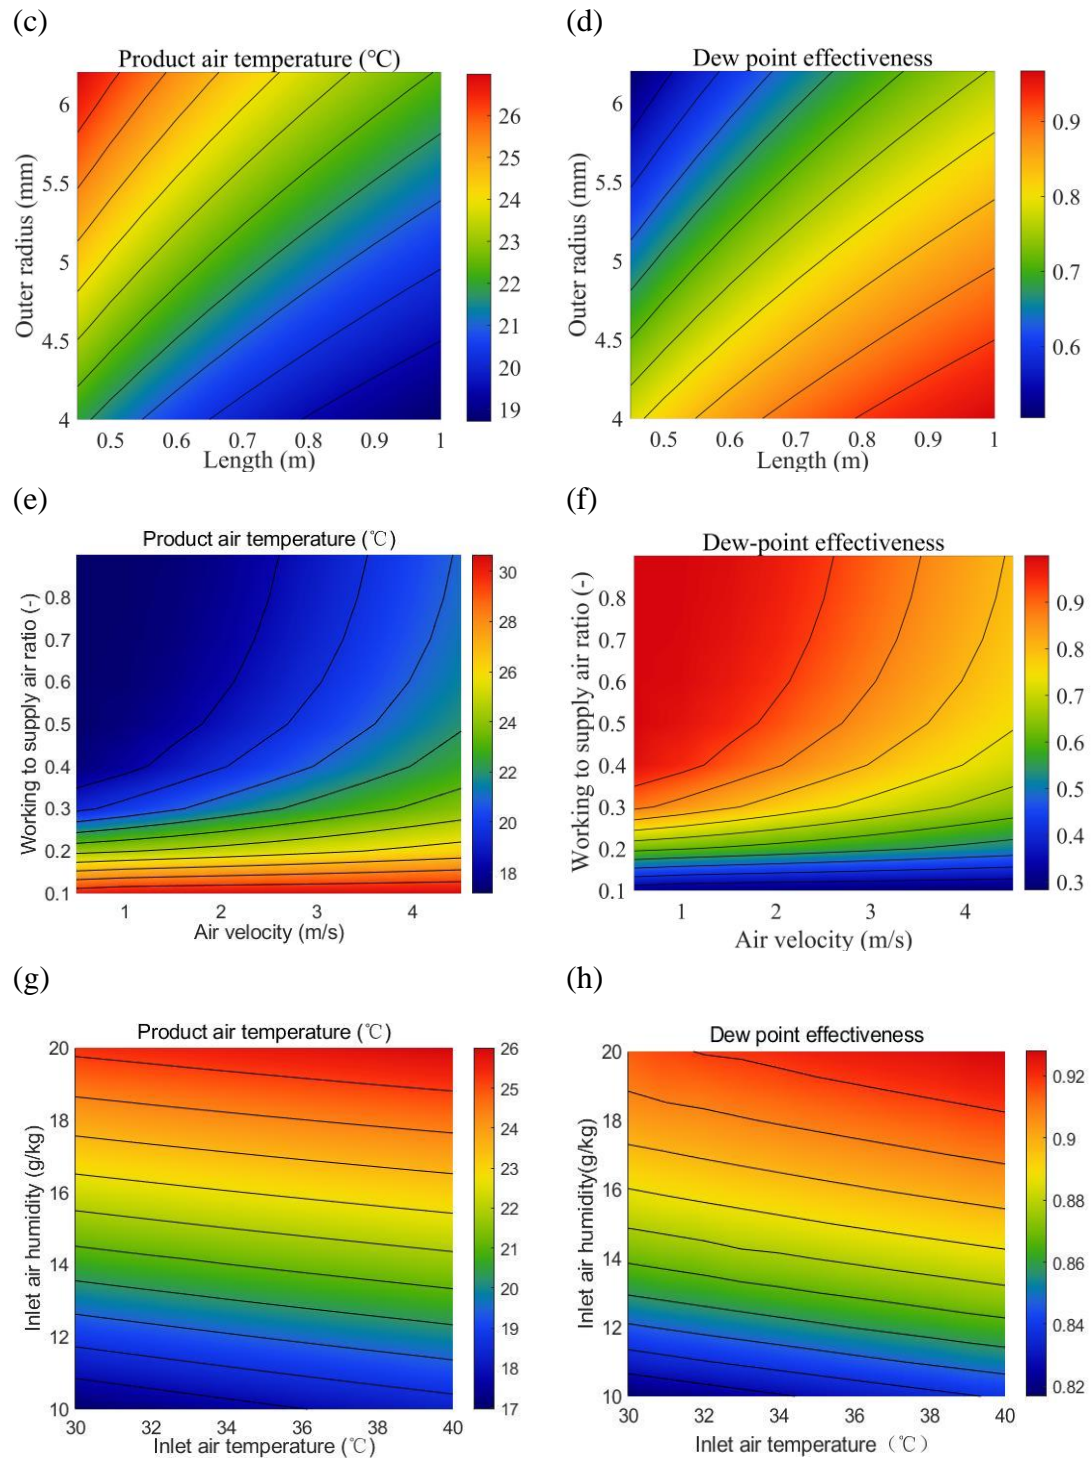 (c)
Product air temperature (℃)
Outer radius (mm)
6
5.5
5
4.5
4
0.5 0.6 0.7 0.8 0.9 1
Length (m)
26
25
24
23
22
21
20
19
(d)
Dew point effectiveness
Outer radius (mm)
6
5.5
5
4.5
4
0.5 0.6 0.7 0.8 0.9 1
Length (m)
0.9
0.8
0.7
0.6
(e)
Product air temperature (℃)
Working to supply air ratio (-)
0.8
0.7
0.6
0.5
0.4
0.3
0.2
0.1
1 2 3 4
Air velocity (m/s)
30
28
26
24
22
20
18
(f)
Dew-point effectiveness
Working to supply air ratio (-)
0.8
0.7
0.6
0.5
0.4
0.3
0.2
0.1
1 2 3 4
Air velocity (m/s)
0.9
0.8
0.7
0.6
0.5
0.4
0.3
(g)
Product air temperature (℃)
Inlet air humidity (g/kg)
20
18
16
14
12
10
30 32 34 36 38 40
Inlet air temperature (℃)
26
25
24
23
22
21
20
19
18
17
(h)
Dew point effectiveness
Inlet air humidity(g/kg)
20
18
16
14
12
10
30 32 34 36 38 40
Inlet air temperature（℃）
0.92
0.9
0.88
0.86
0.84
0.82